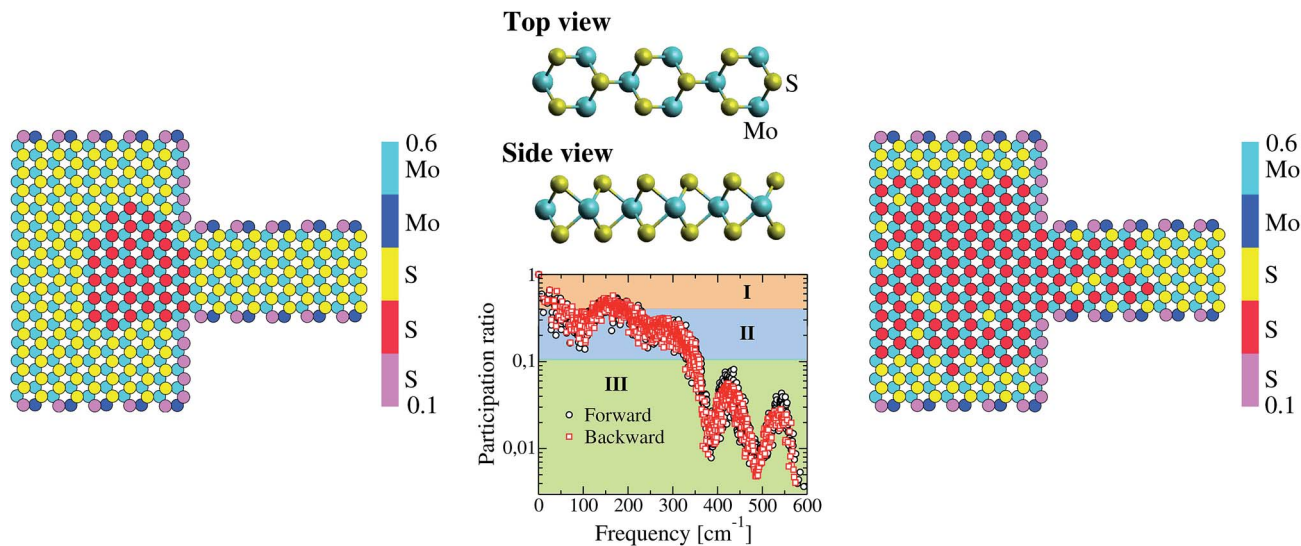 Top view
S
Mo
Side view
0.6
Mo
Mo
S
S
S
0.1
1
0.1
0,01
Participation ratio
I
II
III
Forward
Backward
0
100
200
300
400
500
600
Frequency [cm⁻¹]
0.6
Mo
Mo
S
S
S
0.1